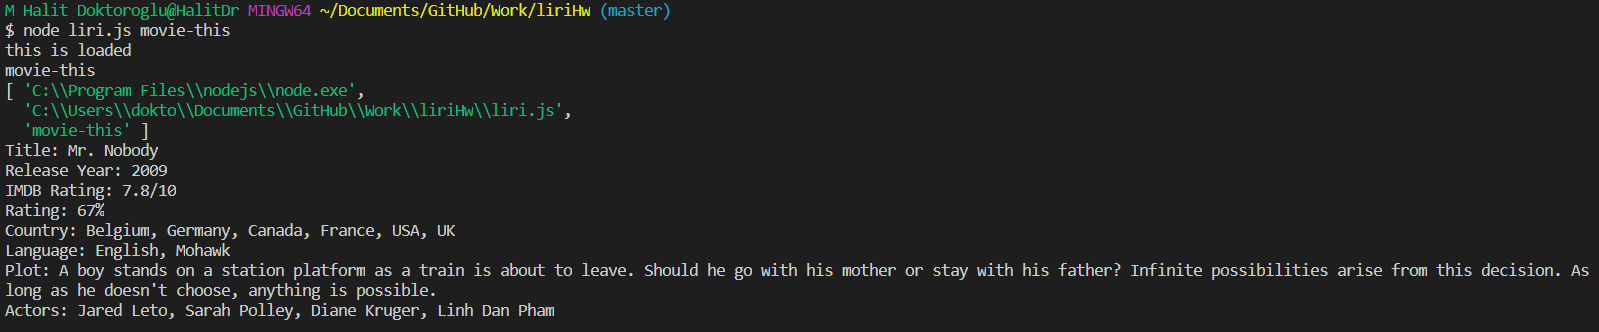 M Halit Doktoroglu@HalitDr MINGW64 ~/Documents/GitHub/Work/liriHw (master)
$ node liri.js movie-this
this is loaded
movie-this
[ 'C:\\Program Files\\nodejs\\node.exe',
  'C:\\Users\\dokto\\Documents\\GitHub\\Work\\liriHw\\liri.js',
  'movie-this' ]
Title: Mr. Nobody
Release Year: 2009
IMDB Rating: 7.8/10
Rating: 67%
Country: Belgium, Germany, Canada, France, USA, UK
Language: English, Mohawk
Plot: A boy stands on a station platform as a train is about to leave. Should he go with his mother or stay with his father? Infinite possibilities arise from this decision. As
long as he doesn't choose, anything is possible.
Actors: Jared Leto, Sarah Polley, Diane Kruger, Linh Dan Pham